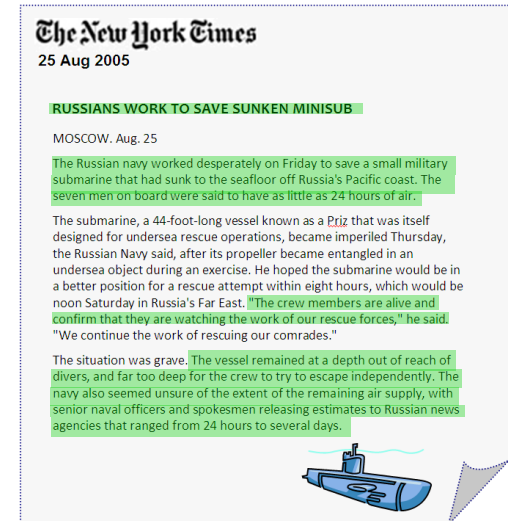 The New York Times
25 Aug 2005
RUSSIANS WORK TO SAVE SUNKEN MINISUB
MOSCOW. Aug. 25
The Russian navy worked desperately on Friday to save a small military
submarine that had sunk to the seafloor off Russia's Pacific coast. The
seven men on board were said to have as little as 24 hours of air.
The submarine, a 44-foot-long vessel known as a Priz that was itself
designed for undersea rescue operations, became imperiled Thursday,
the Russian Navy said, after its propeller became entangled in an
undersea object during an exercise. He hoped the submarine would be in
a better position for a rescue attempt within eight hours, which would be
noon Saturday in Russia's Far East. "The crew members are alive and
confirm that they are watching the work of our rescue forces," he said.
"We continue the work of rescuing our comrades."
The situation was grave. The vessel remained at a depth out of reach of
divers, and far too deep for the crew to try to escape independently. The
navy also seemed unsure of the extent of the remaining air supply, with
senior naval officers and spokesmen releasing estimates to Russian news
agencies that ranged from 24 hours to several days.